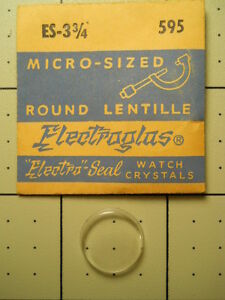 ES-3¾ 595
MICRO-SIZED
ROUND LENTILLE
Electroglas®
"Electro"-Seal WATCH
CRYSTALS